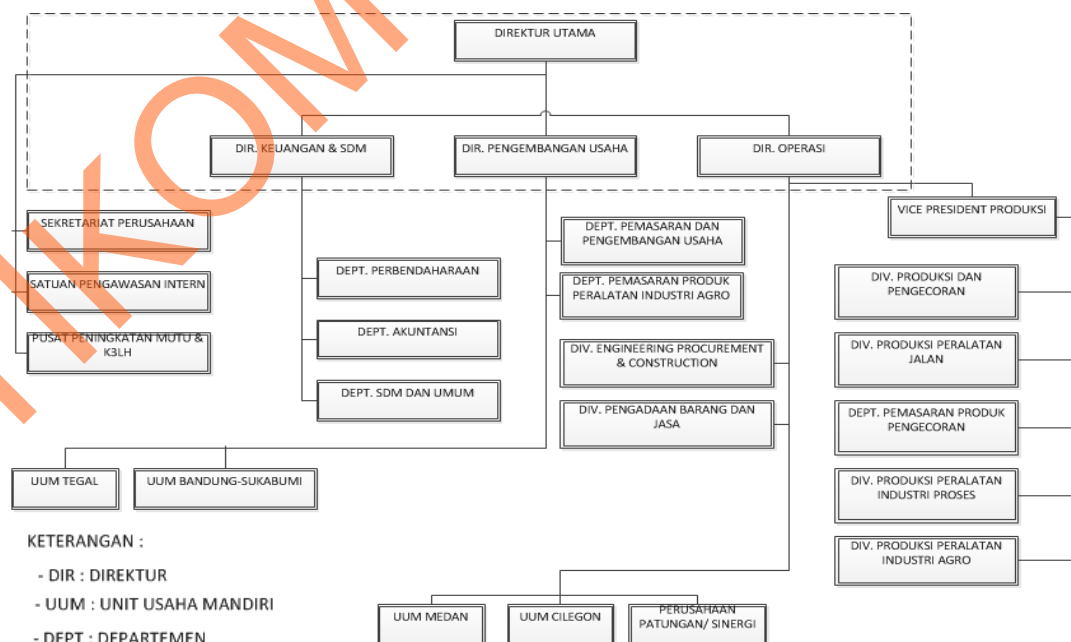 DIREKTUR UTAMA
DIR. KEUANGAN & SDM
DIR. PENGEMBANGAN USAHA
DIR. OPERASI
SEKRETARIAT PERUSAHAAN
SATUAN PENGAWASAN INTERN
PUSAT PENINGKATAN MUTU &
K3LH
DEPT. PERBENDAHARAAN
DEPT. AKUNTANSI
DEPT. SDM DAN UMUM
DEPT. PEMASARAN DAN
PENGEMBANGAN USAHA
DEPT. PEMASARAN PRODUK
PERALATAN INDUSTRI AGRO
DIV. ENGINEERING PROCUREMENT
& CONSTRUCTION
DIV. PENGADAAN BARANG DAN
JASA
VICE PRESIDENT PRODUKSI
DIV. PRODUKSI DAN
PENGECORAN
DIV. PRODUKSI PERALATAN
JALAN
DEPT. PEMASARAN PRODUK
PENGECORAN
DIV. PRODUKSI PERALATAN
INDUSTRI PROSES
DIV. PRODUKSI PERALATAN
INDUSTRI AGRO
UUM TEGAL
UUM BANDUNG-SUKABUMI
UUM MEDAN
UUM CILEGON
PERUSAHAAN
PATUNGAN/ SINERGI
KETERANGAN :
- DIR : DIREKTUR
- UUM : UNIT USAHA MANDIRI
- DEPT : DEPARTEMEN
IKOM